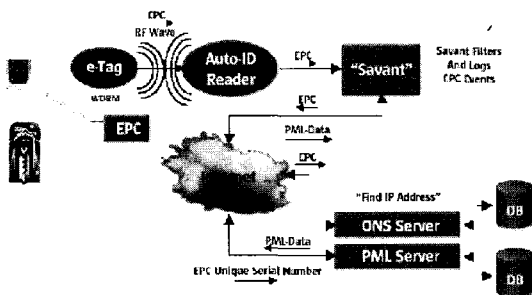 EPC
RF Wave
e-Tag
WORM
Auto-ID
Reader
EPC
"Savant"
Savant Filters
And Logs
EPC Events
EPC
EPC
PML-Data
EPC
"Find IP Address"
ONS Server
DB
PML-Data
PML Server
EPC Unique Serial Number
DB